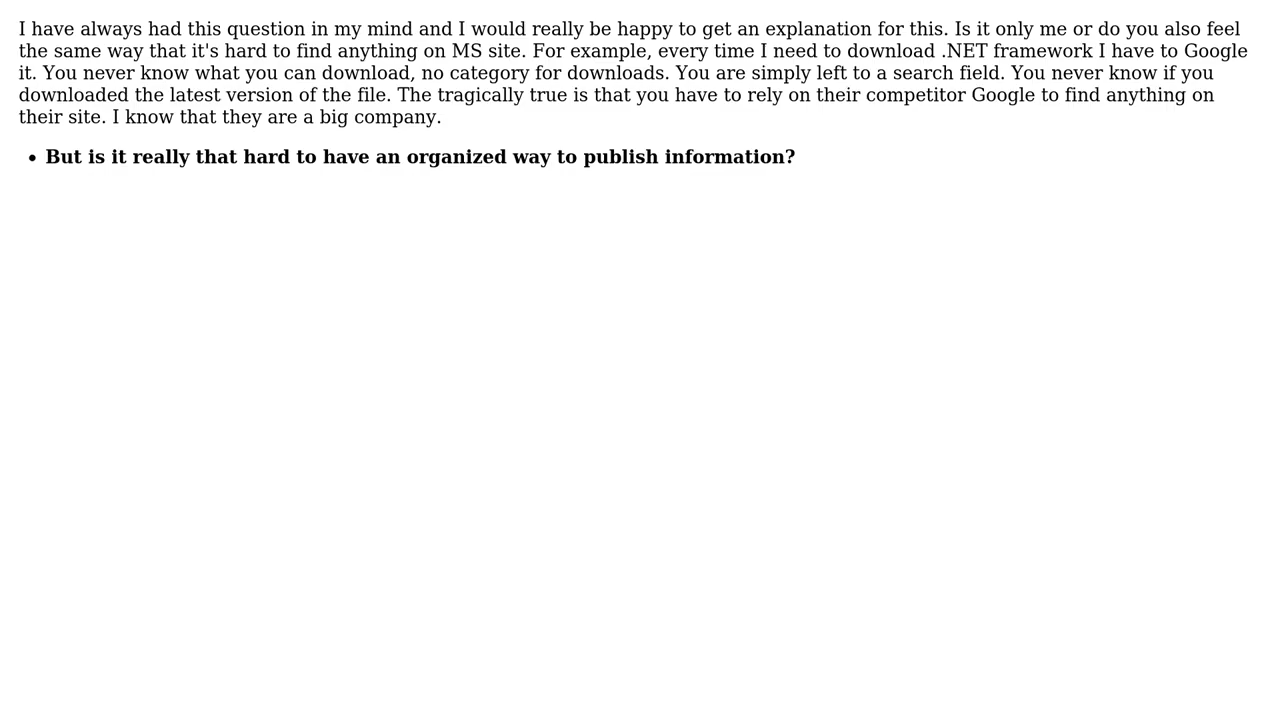 I have always had this question in my mind and I would really be happy to get an explanation for this. Is it only me or do you also feel
the same way that it's hard to find anything on MS site. For example, every time I need to download .NET framework I have to Google
it. You never know what you can download, no category for downloads. You are simply left to a search field. You never know if you
downloaded the latest version of the file. The tragically true is that you have to rely on their competitor Google to find anything on
their site. I know that they are a big company.
• But is it really that hard to have an organized way to publish information?